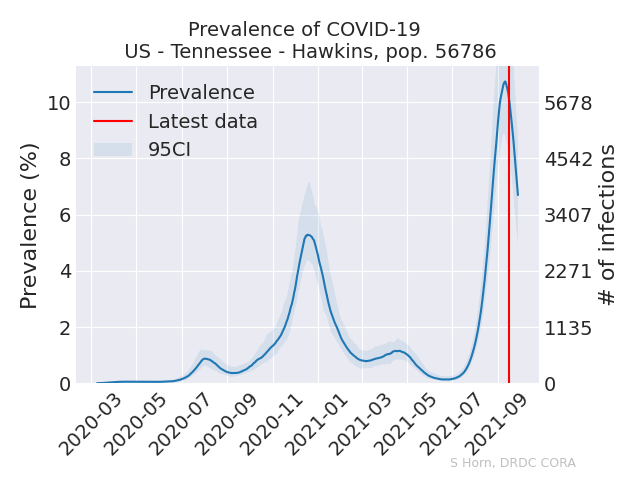 Prevalence of COVID-19
US - Tennessee - Hawkins, pop. 56786
Prevalence
Latest data
95CI
Prevalence (%)
10
8
6
4
2
0
5678
4542
3407
2271
1135
0
# of infections
2020-03
2020-05
2020-07
2020-09
2020-11
2021-01
2021-03
2021-05
2021-07
2021-09
S Horn, DRDC CORA